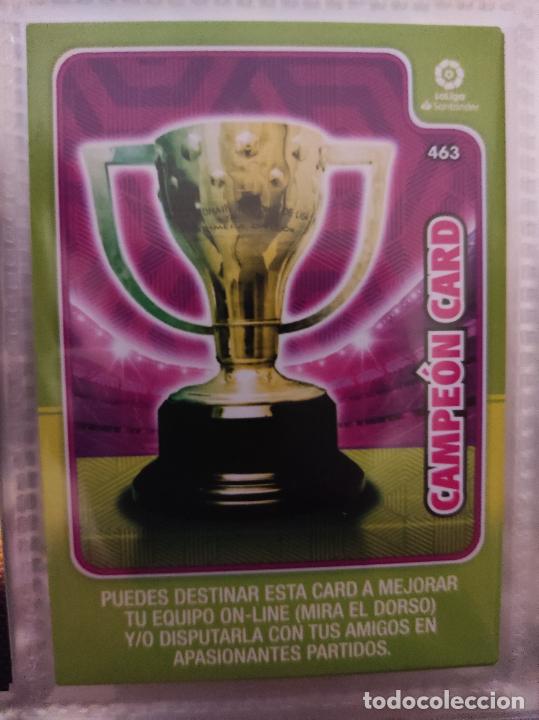 LaLiga
Santander
463
CAMPEÓN CARD
PUEDES DESTINAR ESTA CARD A MEJORAR
TU EQUIPO ON-LINE (MIRA EL DORSO)
Y/O DISPUTARLA CON TUS AMIGOS EN
APASIONANTES PARTIDOS.
todocoleccion